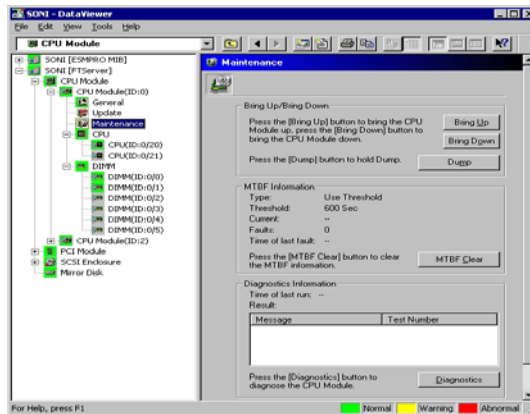 SONI - DataViewer
File Edit View Tools Help
CPU Module
SONI [ESMPRO MIB]
SONI [FTServer]
CPU Module
CPU Module(ID:0)
General
Update
Maintenance
CPU
CPU(ID:0/20)
CPU(ID:0/21)
DIMM
DIMM(ID:0/0)
DIMM(ID:0/1)
DIMM(ID:0/2)
DIMM(ID:0/3)
DIMM(ID:0/4)
DIMM(ID:0/5)
CPU Module(ID:2)
PCI Module
SCSI Enclosure
Mirror Disk
Maintenance
Bring Up/Bring Down
Press the [Bring Up] button to bring the CPU
Module up, press the [Bring Down] button to
bring the CPU Module down.
Bring Up
Bring Down
Press the [Dump] button to hold Dump.
Dump
MTBF Information
Type: Use Threshold
Threshold: 600 Sec
Current: --
Faults: 0
Time of last fault: --
Press the [MTBF Clear] button to clear
the MTBF information.
MTBF Clear
Diagnostics Information
Time of last run: --
Result:
Message Test Number
Press the [Diagnostics] button to
diagnose the CPU Module.
Diagnostics
For Help, press F1
Normal Warning Abnormal